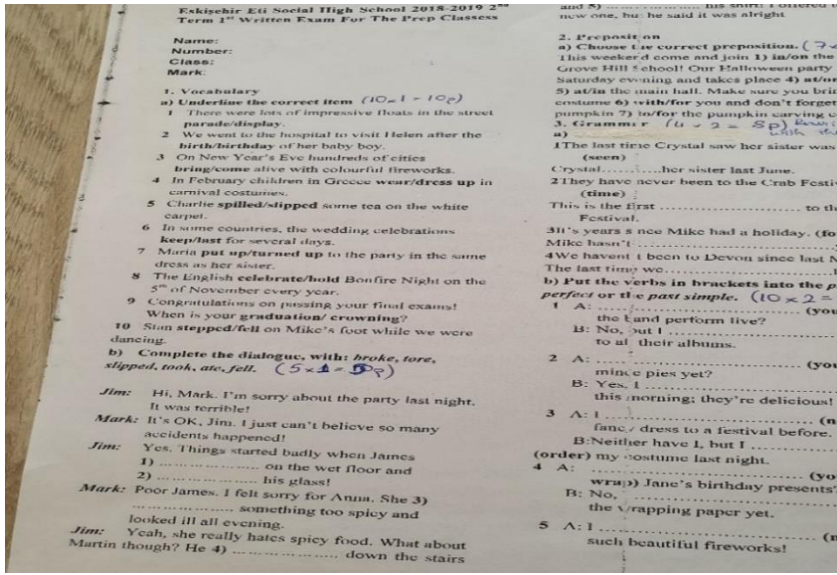 Eskişehir Eti Social High School 2018-2019 2nd
Term 1st Written Exam For The Prep Classess
Name:
Number:
Class:
Mark:
1. Vocabulary
a) Underline the correct item (10x1=10p)
1 There were lots of impressive floats in the street
parade/display.
2 We went to the hospital to visit Helen after the
birth/birthday of her baby boy.
3 On New Year's Eve hundreds of cities
bring/come alive with colourful fireworks.
4 In February children in Greece wear/dress up in
carnival costumes.
5 Charlie spilled/slipped some tea on the white
carpet.
6 In some countries, the wedding celebrations
keep/last for several days.
7 Maria put up/turned up to the party in the same
dress as her sister.
8 The English celebrate/hold Bonfire Night on the
5th of November every year.
9 Congratulations on passing your final exams!
When is your graduation/ crowning?
10 Stan stepped/fell on Mike's foot while we were
dancing.
b) Complete the dialogue, with: broke, tore,
slipped, took, ate, fell. (5x1=5p)
Jim: Hi, Mark. I'm sorry about the party last night.
It was terrible!
Mark: It's OK, Jim. I just can't believe so many
accidents happened!
Jim: Yes. Things started badly when James
1) .................. on the wet floor and
2) .................. his glass!
Mark: Poor James. I felt sorry for Anna. She 3)
.................. something too spicy and
looked ill all evening.
Jim: Yeah, she really hates spicy food. What about
Martin though? He 4) .................. down the stairs
and 5) .................. his shirt! I offered
new one, but he said it was alright
2. Preposition
a) Choose the correct preposition. (7x
This weekend come and join 1) in/on the
Grove Hill School! Our Halloween party
Saturday evening and takes place 4) at/on
5) at/in the main hall. Make sure you bring
costume 6) with/for you and don't forget
pumpkin 7) to/for the pumpkin carving
3. Grammer (4x2=8p)
a)
1The last time Crystal saw her sister was
(seen)
Crystal..........her sister last June.
2They have never been to the Crab Festi
(time)
This is the first .................. to th
Festival.
3It's years since Mike had a holiday. (fo
Mike hasn't ..................
4We havent been to Devon since last
The last time we..................
b) Put the verbs in brackets into the p
perfect or the past simple. (10x2=
1 A: .................. (you
the band perform live?
B: No, but I ..................
to all their albums.
2 A: .................. (you
mince pies yet?
B: Yes. I ..................
this morning; they're delicious!
3 A: I .................. (n
fancy dress to a festival before.
B:Neither have I, but I ..................
(order) my costume last night.
4 A: .................. (yo
wrap) Jane's birthday presents
B: No, ..................
the wrapping paper yet.
5 A: I .................. (n
such beautiful fireworks!